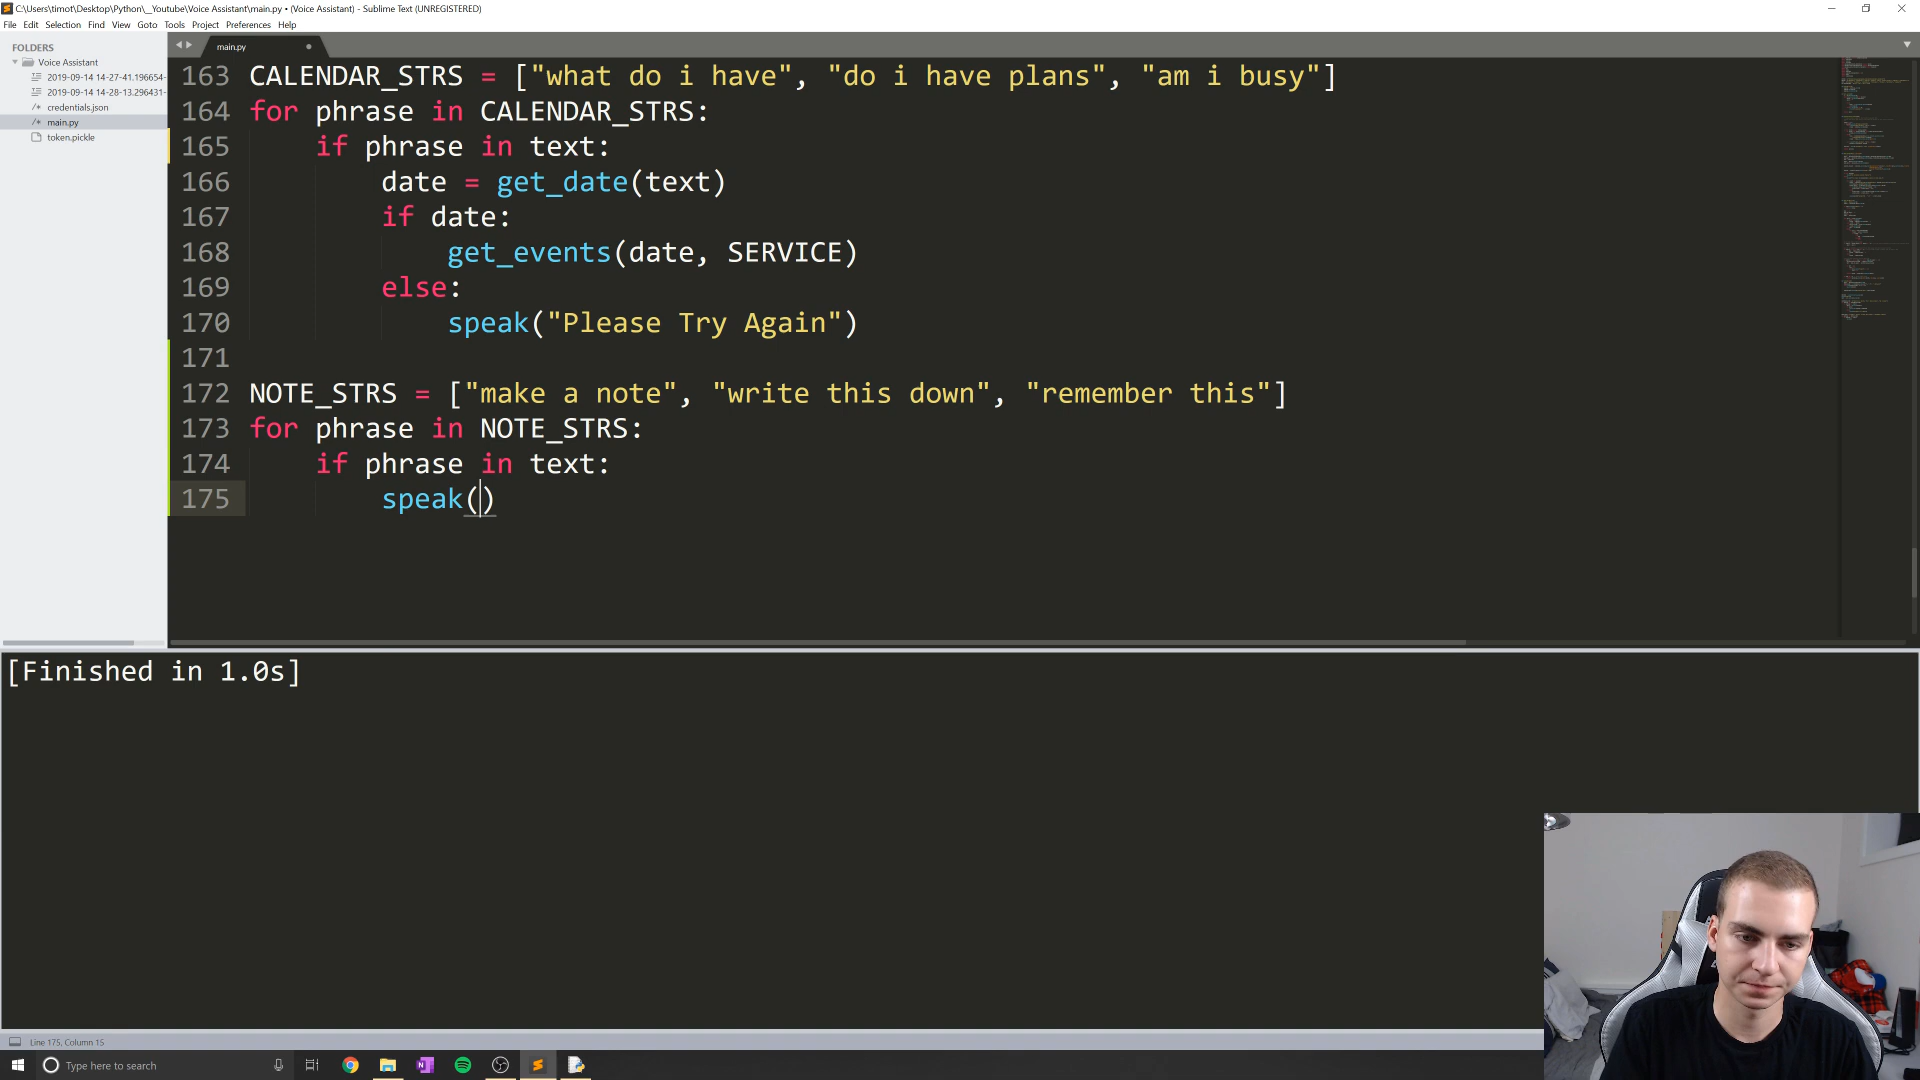 C:\Users\timot\Desktop\Python\__Youtube\Voice Assistant\main.py • (Voice Assistant) - Sublime Text (UNREGISTERED)
File Edit Selection Find View Goto Tools Project Preferences Help
FOLDERS
Voice Assistant
2019-09-14 14-27-41.196654-
2019-09-14 14-28-13.296431-
credentials.json
main.py
token.pickle
main.py
163 CALENDAR_STRS = ["what do i have", "do i have plans", "am i busy"]
164 for phrase in CALENDAR_STRS:
165     if phrase in text:
166         date = get_date(text)
167         if date:
168             get_events(date, SERVICE)
169         else:
170             speak("Please Try Again")
171
172 NOTE_STRS = ["make a note", "write this down", "remember this"]
173 for phrase in NOTE_STRS:
174     if phrase in text:
175         speak()
[Finished in 1.0s]
Line 175, Column 15
Type here to search